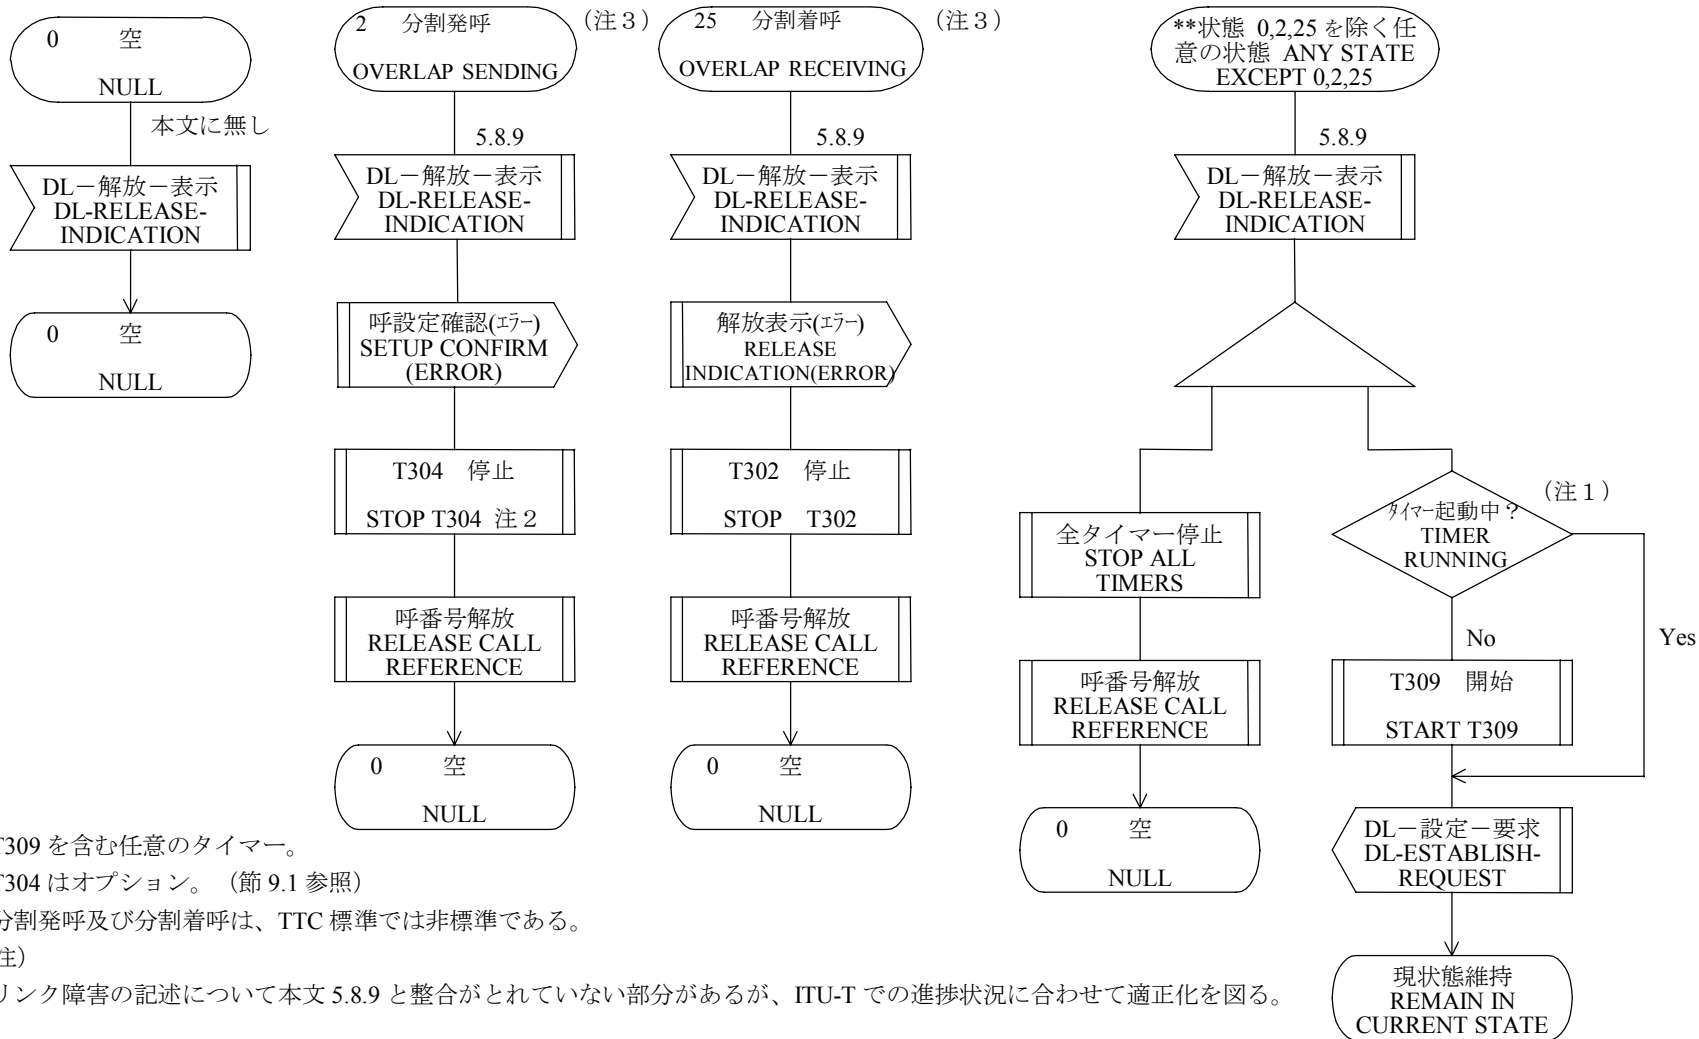 0 空
NULL
本文に無し
DL－解放－表示
DL-RELEASE-
INDICATION
0 空
NULL
2 分割発呼
(注３)
OVERLAP SENDING
5.8.9
DL－解放－表示
DL-RELEASE-
INDICATION
呼設定確認(ｴﾗｰ)
SETUP CONFIRM
(ERROR)
T304 停止
STOP T304 注２
呼番号解放
RELEASE CALL
REFERENCE
0 空
NULL
25 分割着呼
(注３)
OVERLAP RECEIVING
5.8.9
DL－解放－表示
DL-RELEASE-
INDICATION
解放表示(ｴﾗｰ)
RELEASE
INDICATION(ERROR)
T302 停止
STOP T302
呼番号解放
RELEASE CALL
REFERENCE
0 空
NULL
**状態 0,2,25 を除く任
意の状態 ANY STATE
EXCEPT 0,2,25
5.8.9
DL－解放－表示
DL-RELEASE-
INDICATION
全タイマー停止
STOP ALL
TIMERS
呼番号解放
RELEASE CALL
REFERENCE
0 空
NULL
(注１)
ﾀｲﾏｰ起動中？
TIMER
RUNNING
No
Yes
T309 開始
START T309
DL－設定－要求
DL-ESTABLISH-
REQUEST
現状態維持
REMAIN IN
CURRENT STATE
T309 を含む任意のタイマー。
T304 はオプション。（節 9.1 参照）
分割発呼及び分割着呼は、TTC 標準では非標準である。
注）
リンク障害の記述について本文 5.8.9 と整合がとれていない部分があるが、ITU-T での進捗状況に合わせて適正化を図る。